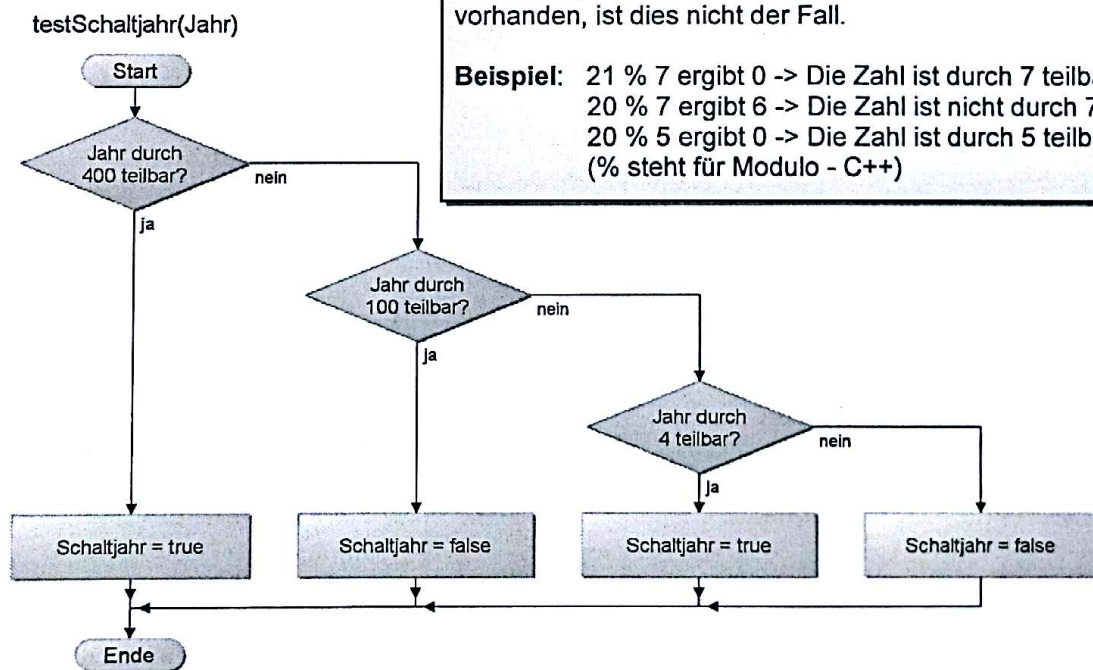 testSchaltjahr(Jahr)
vorhanden, ist dies nicht der Fall.
Beispiel: 21 % 7 ergibt 0 -> Die Zahl ist durch 7
20 % 7 ergibt 6 -> Die Zahl ist nicht durch 7
20 % 5 ergibt 0 -> Die Zahl ist durch 5
(% steht für Modulo - C++)
Start
Jahr durch
400 teilbar?
nein
ja
Jahr durch
100 teilbar?
nein
ja
Jahr durch
4 teilbar?
nein
ja
Schaltjahr = true
Schaltjahr = false
Schaltjahr = true
Schaltjahr = false
Ende